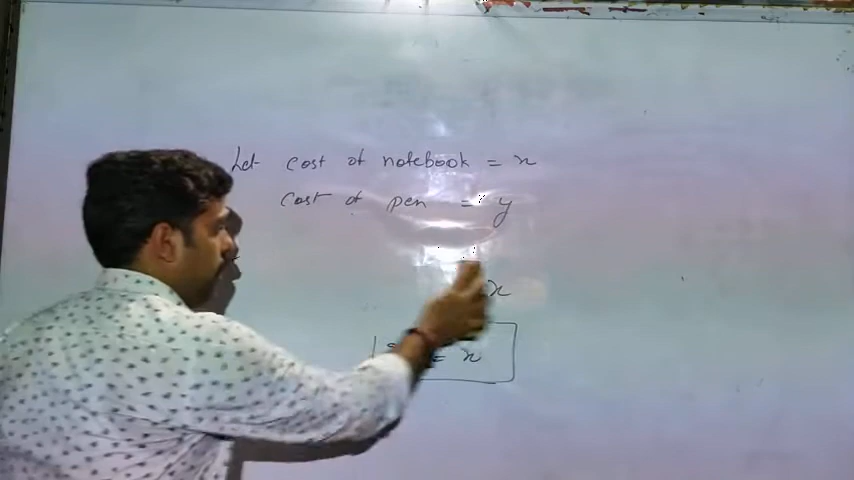 Let cost of notebook = x
cost of pen = y
x
= x